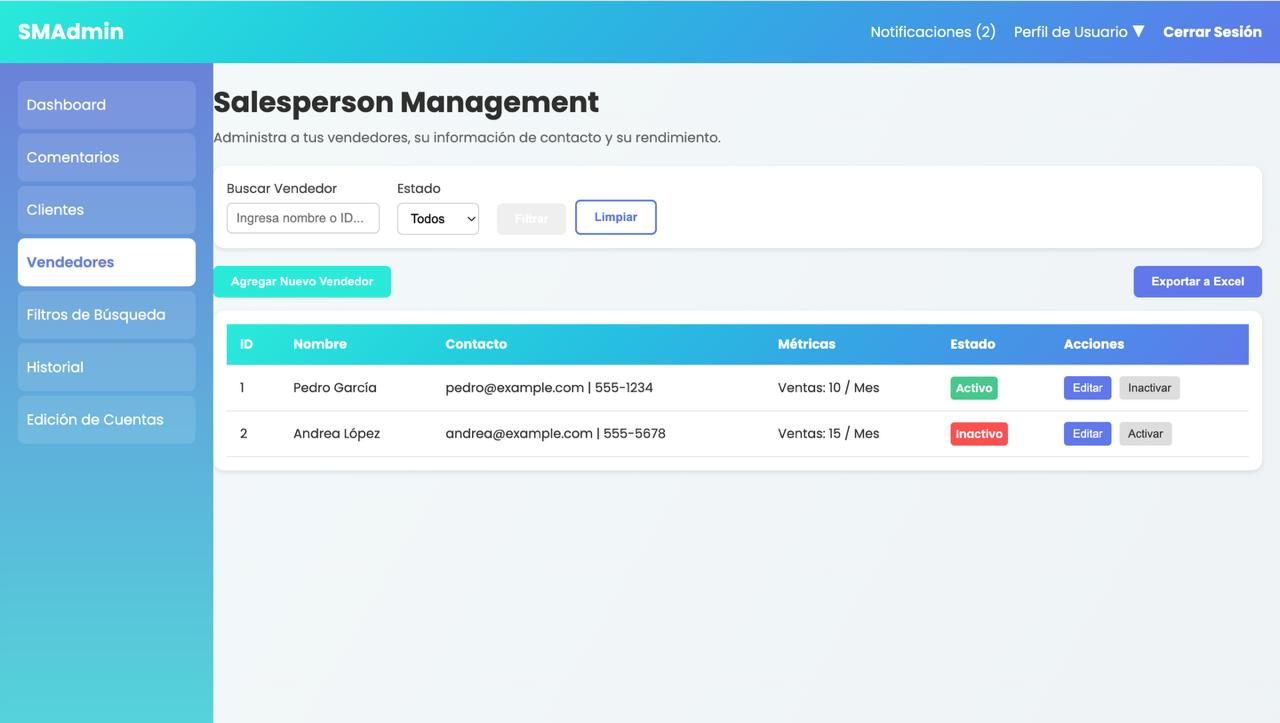 SMAdmin
Notificaciones (2) Perfil de Usuario ▼ Cerrar Sesión
Dashboard
Comentarios
Clientes
Vendedores
Filtros de Búsqueda
Historial
Edición de Cuentas
Salesperson Management
Administra a tus vendedores, su información de contacto y su rendimiento.
Buscar Vendedor Estado
Ingresa nombre o ID... Todos Filtrar Limpiar
Agregar Nuevo Vendedor Exportar a Excel
ID Nombre Contacto Métricas Estado Acciones
1 Pedro García pedro@example.com | 555-1234 Ventas: 10 / Mes Activo Editar Inactivar
2 Andrea López andrea@example.com | 555-5678 Ventas: 15 / Mes Inactivo Editar Activar